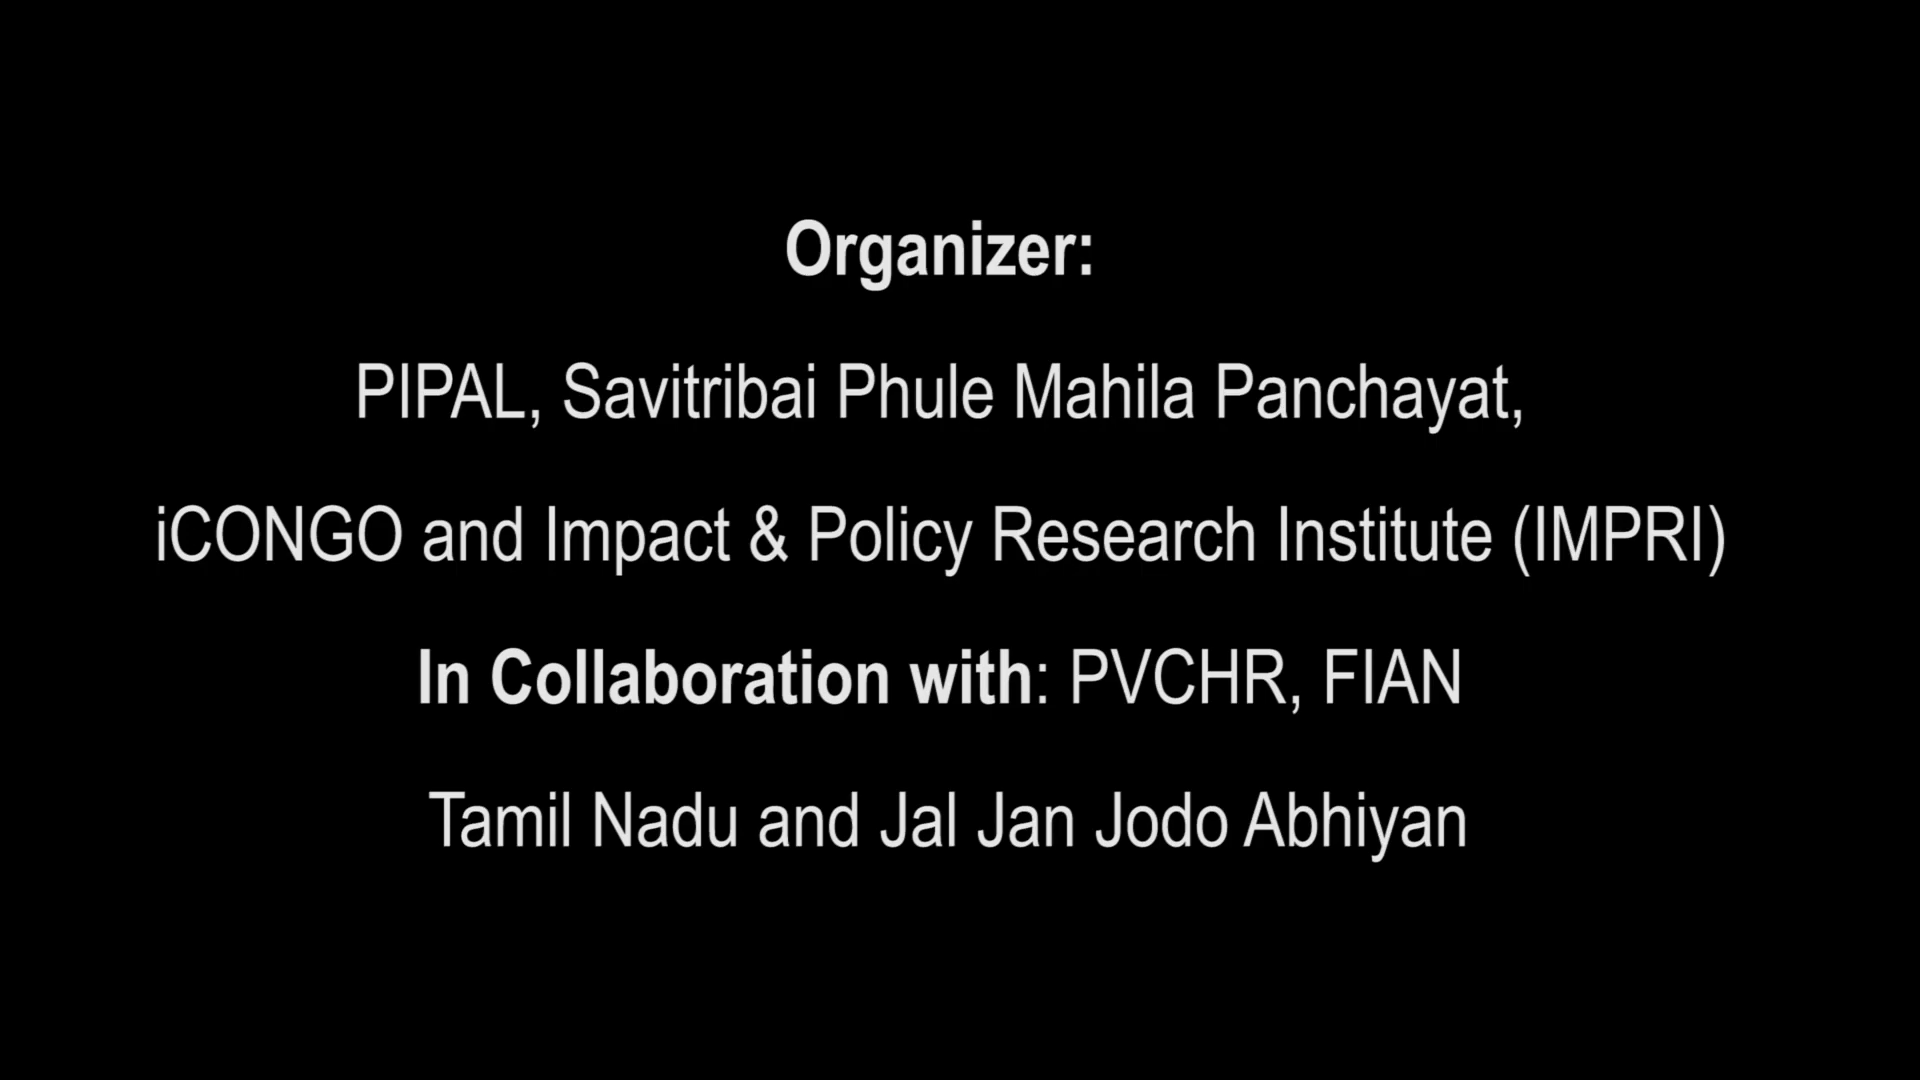 Organizer:
PIPAL, Savitribai Phule Mahila Panchayat,
iCONGO and Impact & Policy Research Institute (IMPRI)
In Collaboration with: PVCHR, FIAN
Tamil Nadu and Jal Jan Jodo Abhiyan